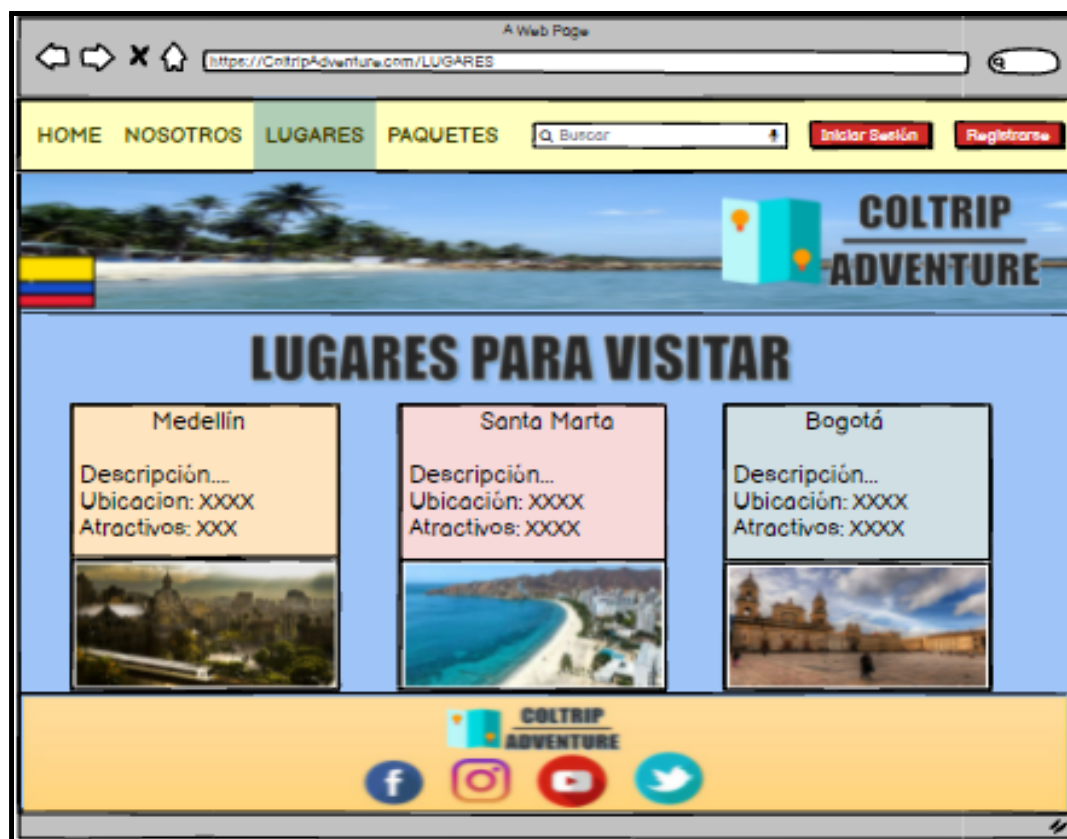 A Web Page
https://ColtripAdventure.com/LUGARES
HOME NOSOTROS LUGARES PAQUETES Buscar Iniciar Sesión Registrarse
COLTRIP
ADVENTURE
LUGARES PARA VISITAR
Medellín
Descripción....
Ubicacion: XXXX
Atractivos: XXX
Santa Marta
Descripción...
Ubicación: XXXX
Atractivos: XXXX
Bogotá
Descripción...
Ubicación: XXXX
Atractivos: XXXX
COLTRIP
ADVENTURE